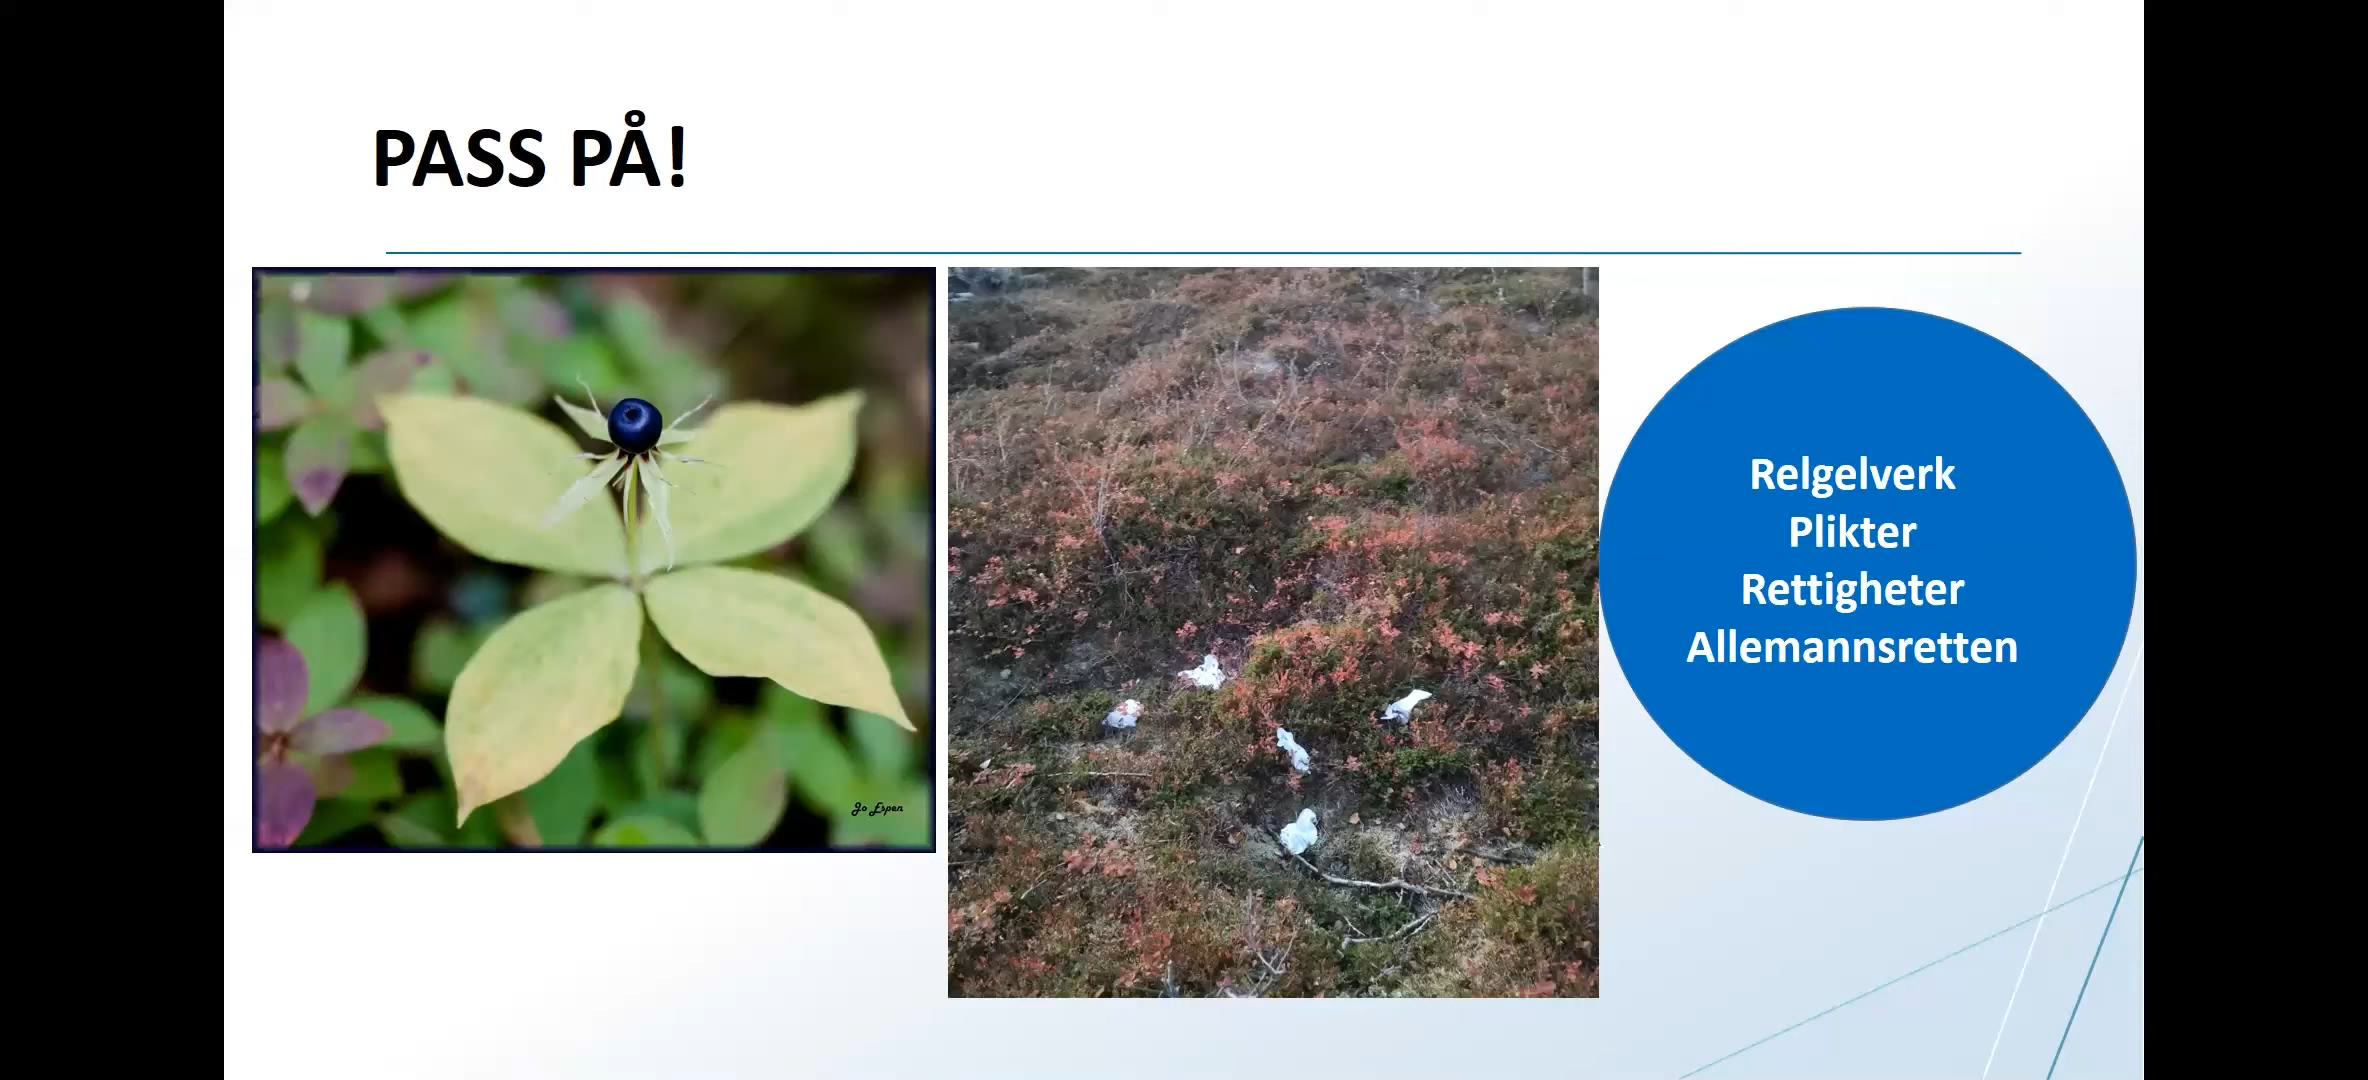 PASS PÅ!
Jo Espen
Relgelverk
Plikter
Rettigheter
Allemannsretten